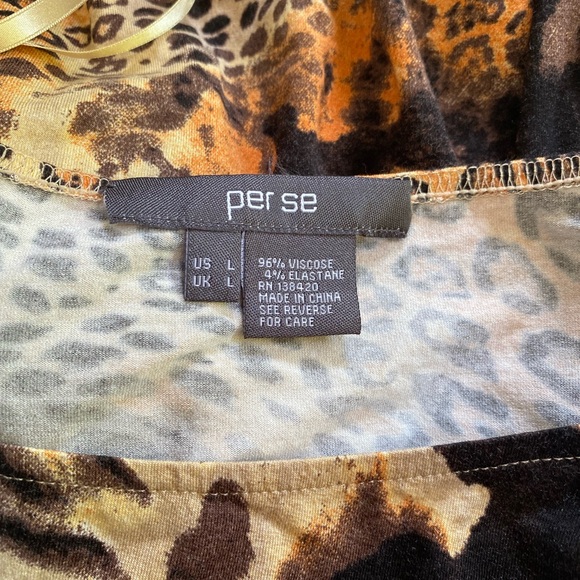 per se
US L
UK L
96% VISCOSE
4% ELASTANE
RN 138420
MADE IN CHINA
SEE REVERSE
FOR CARE